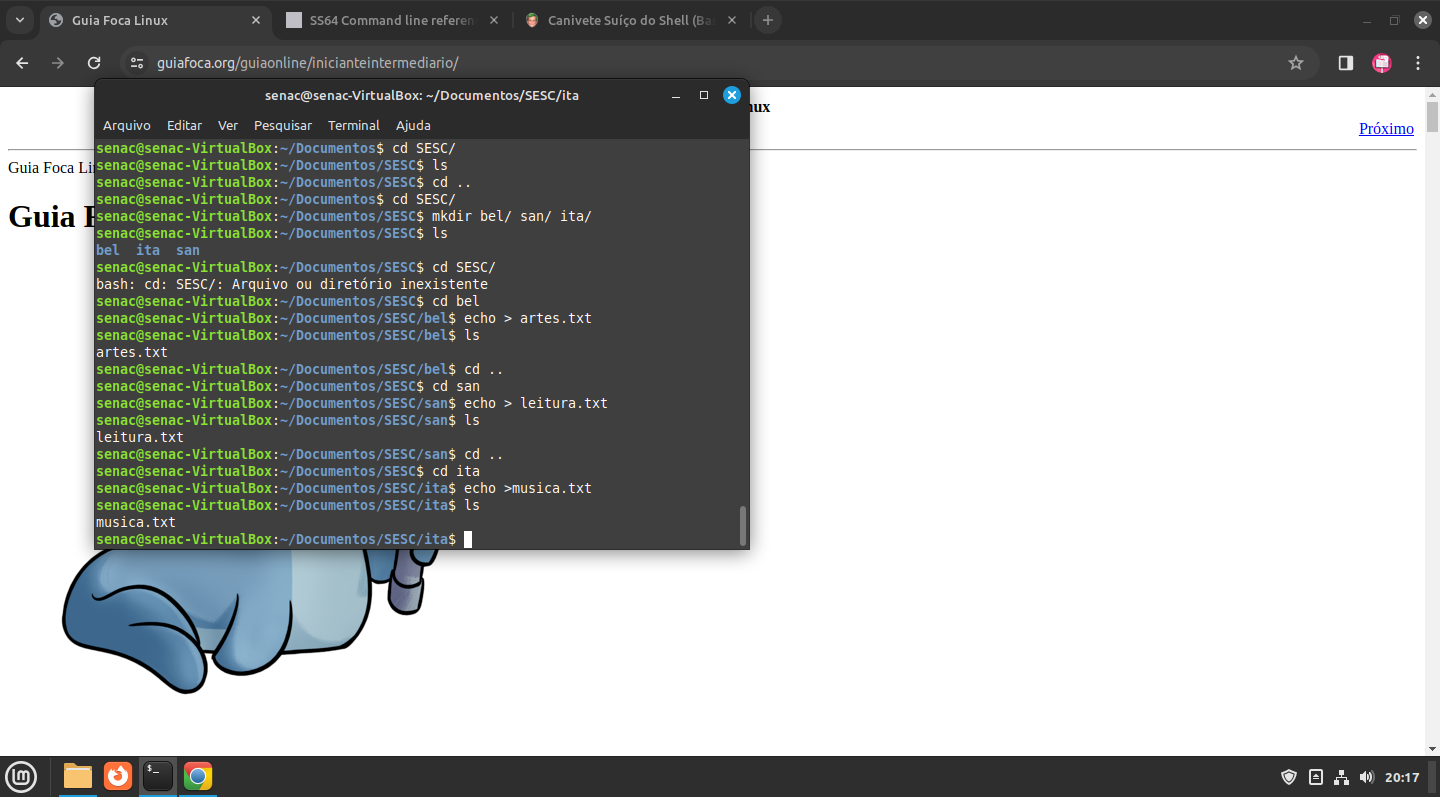 Guia Foca Linux
SS64 Command line referen
Canivete Suíço do Shell (Ba
guiafoca.org/guiaonline/inicianteintermediario/
nux
Próximo
Guia Foca Li
Guia F
senac@senac-VirtualBox: ~/Documentos/SESC/ita
Arquivo Editar Ver Pesquisar Terminal Ajuda
senac@senac-VirtualBox:~/Documentos$ cd SESC/
senac@senac-VirtualBox:~/Documentos/SESC$ ls
senac@senac-VirtualBox:~/Documentos/SESC$ cd ..
senac@senac-VirtualBox:~/Documentos$ cd SESC/
senac@senac-VirtualBox:~/Documentos/SESC$ mkdir bel/ san/ ita/
senac@senac-VirtualBox:~/Documentos/SESC$ ls
bel  ita  san
senac@senac-VirtualBox:~/Documentos/SESC$ cd SESC/
bash: cd: SESC/: Arquivo ou diretório inexistente
senac@senac-VirtualBox:~/Documentos/SESC$ cd bel
senac@senac-VirtualBox:~/Documentos/SESC/bel$ echo > artes.txt
senac@senac-VirtualBox:~/Documentos/SESC/bel$ ls
artes.txt
senac@senac-VirtualBox:~/Documentos/SESC/bel$ cd ..
senac@senac-VirtualBox:~/Documentos/SESC$ cd san
senac@senac-VirtualBox:~/Documentos/SESC/san$ echo > leitura.txt
senac@senac-VirtualBox:~/Documentos/SESC/san$ ls
leitura.txt
senac@senac-VirtualBox:~/Documentos/SESC/san$ cd ..
senac@senac-VirtualBox:~/Documentos/SESC$ cd ita
senac@senac-VirtualBox:~/Documentos/SESC/ita$ echo >musica.txt
senac@senac-VirtualBox:~/Documentos/SESC/ita$ ls
musica.txt
senac@senac-VirtualBox:~/Documentos/SESC/ita$
20:17